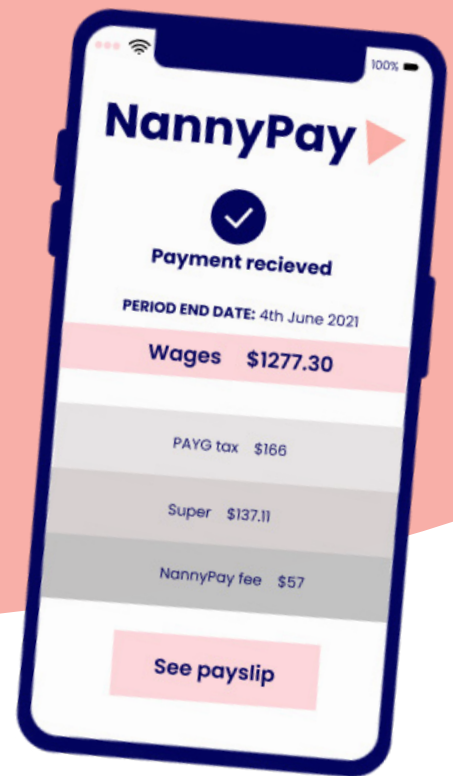 100%
NannyPay
Payment recieved
PERIOD END DATE: 4th June 2021
Wages $1277.30
PAYG tax $166
Super $137.11
NannyPay fee $57
See payslip